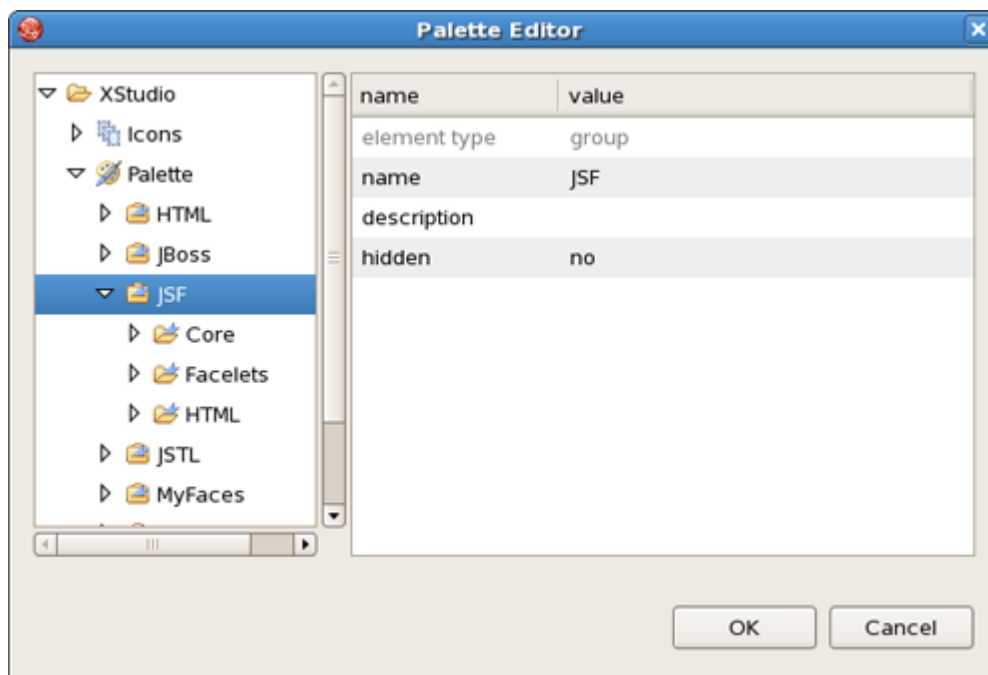 Palette Editor
XStudio
Icons
Palette
HTML
JBoss
JSF
Core
Facelets
HTML
JSTL
MyFaces
name value
element type group
name JSF
description
hidden no
OK Cancel